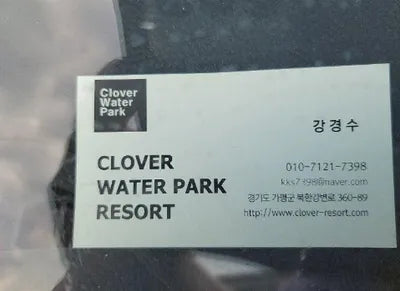 Clover
Water
Park
강경수
CLOVER
WATER PARK
RESORT
010-7121-7398
kks7398@naver.com
경기도 가평군 북한강변로 360-89
http://www.clover-resort.com